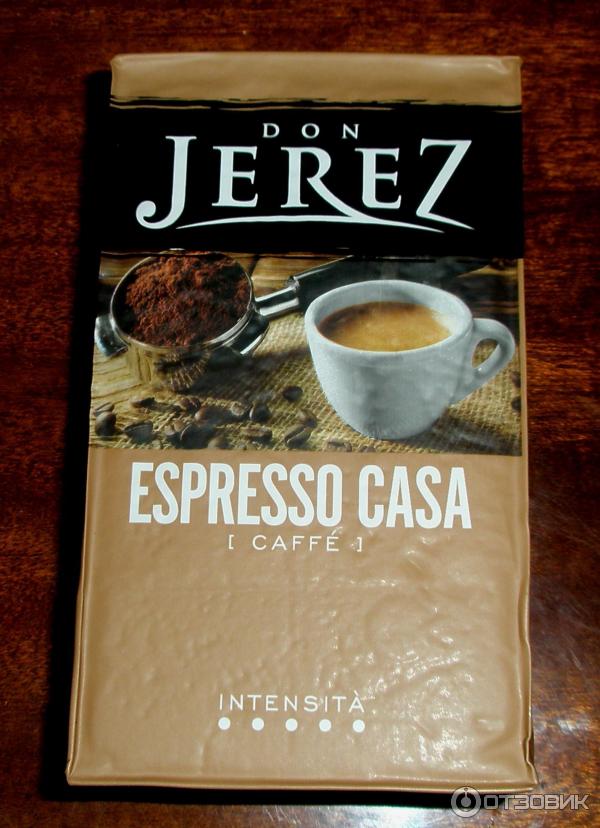 DON
JEREZ
ESPRESSO CASA
[ CAFFÉ ]
INTENSITÀ
ОТЗОВИК